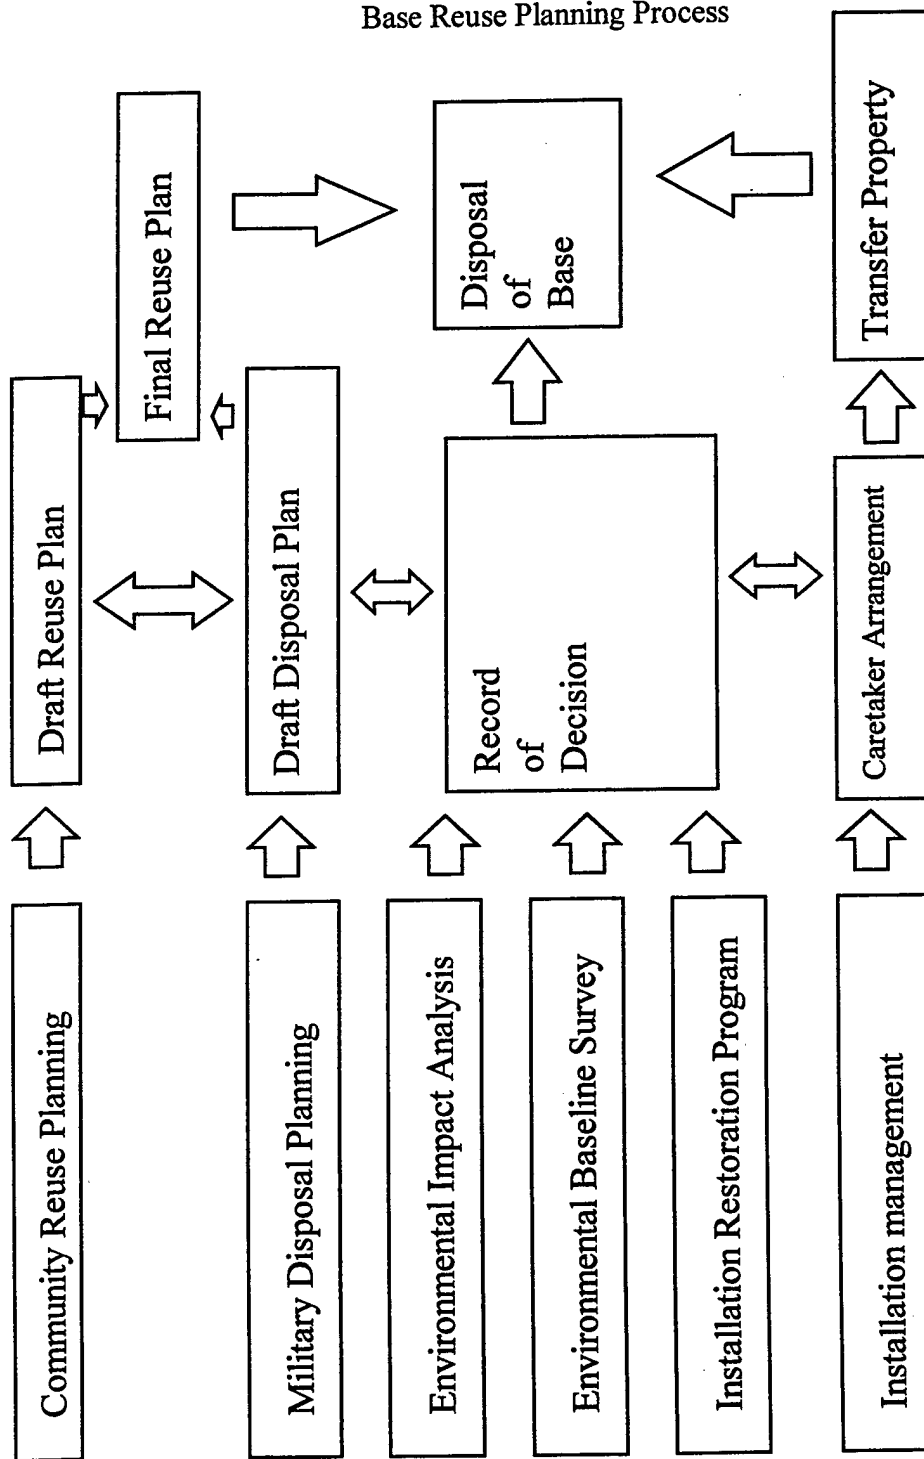 Base Reuse Planning Process
Community Reuse Planning
Draft Reuse Plan
Final Reuse Plan
Military Disposal Planning
Draft Disposal Plan
Environmental Impact Analysis
Environmental Baseline Survey
Installation Restoration Program
Record
of
Decision
Disposal
of
Base
Installation management
Caretaker Arrangement
Transfer Property